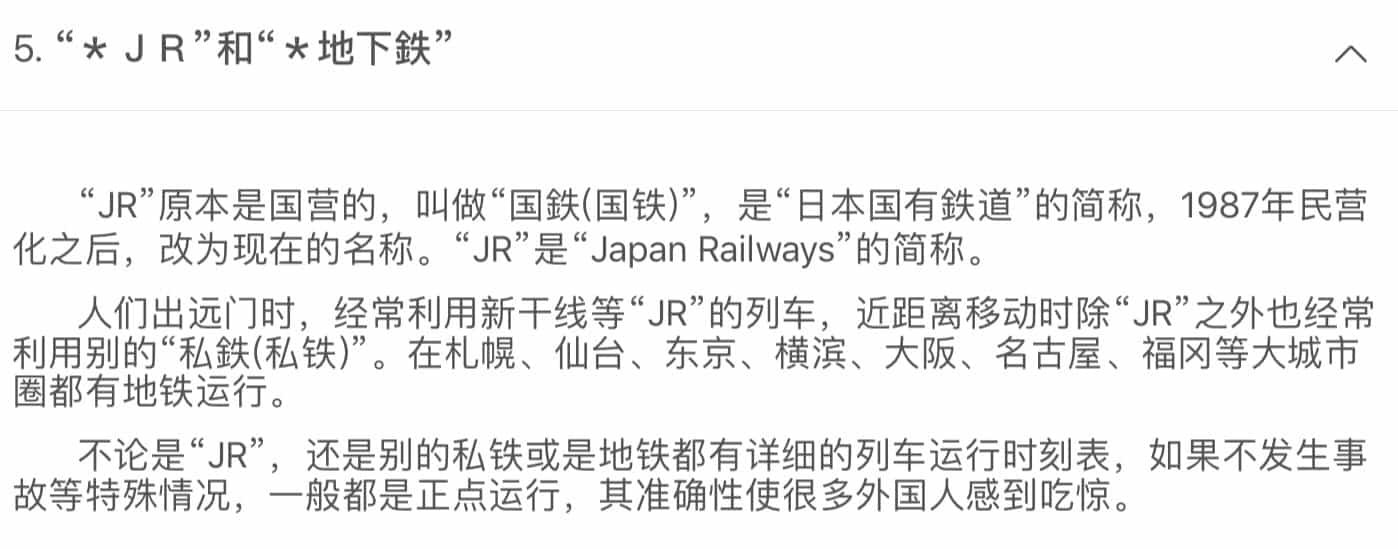 5. “＊ＪＲ”和“＊地下鉄”
“JR”原本是国营的，叫做“国鉄(国铁)”，是“日本国有鉄道”的简称，1987年民营
化之后，改为现在的名称。“JR”是“Japan Railways”的简称。
人们出远门时，经常利用新干线等“JR”的列车，近距离移动时除“JR”之外也经常
利用别的“私鉄(私铁)”。在札幌、仙台、东京、横滨、大阪、名古屋、福冈等大城市
圈都有地铁运行。
不论是“JR”，还是别的私铁或是地铁都有详细的列车运行时刻表，如果不发生事
故等特殊情况，一般都是正点运行，其准确性使很多外国人感到吃惊。